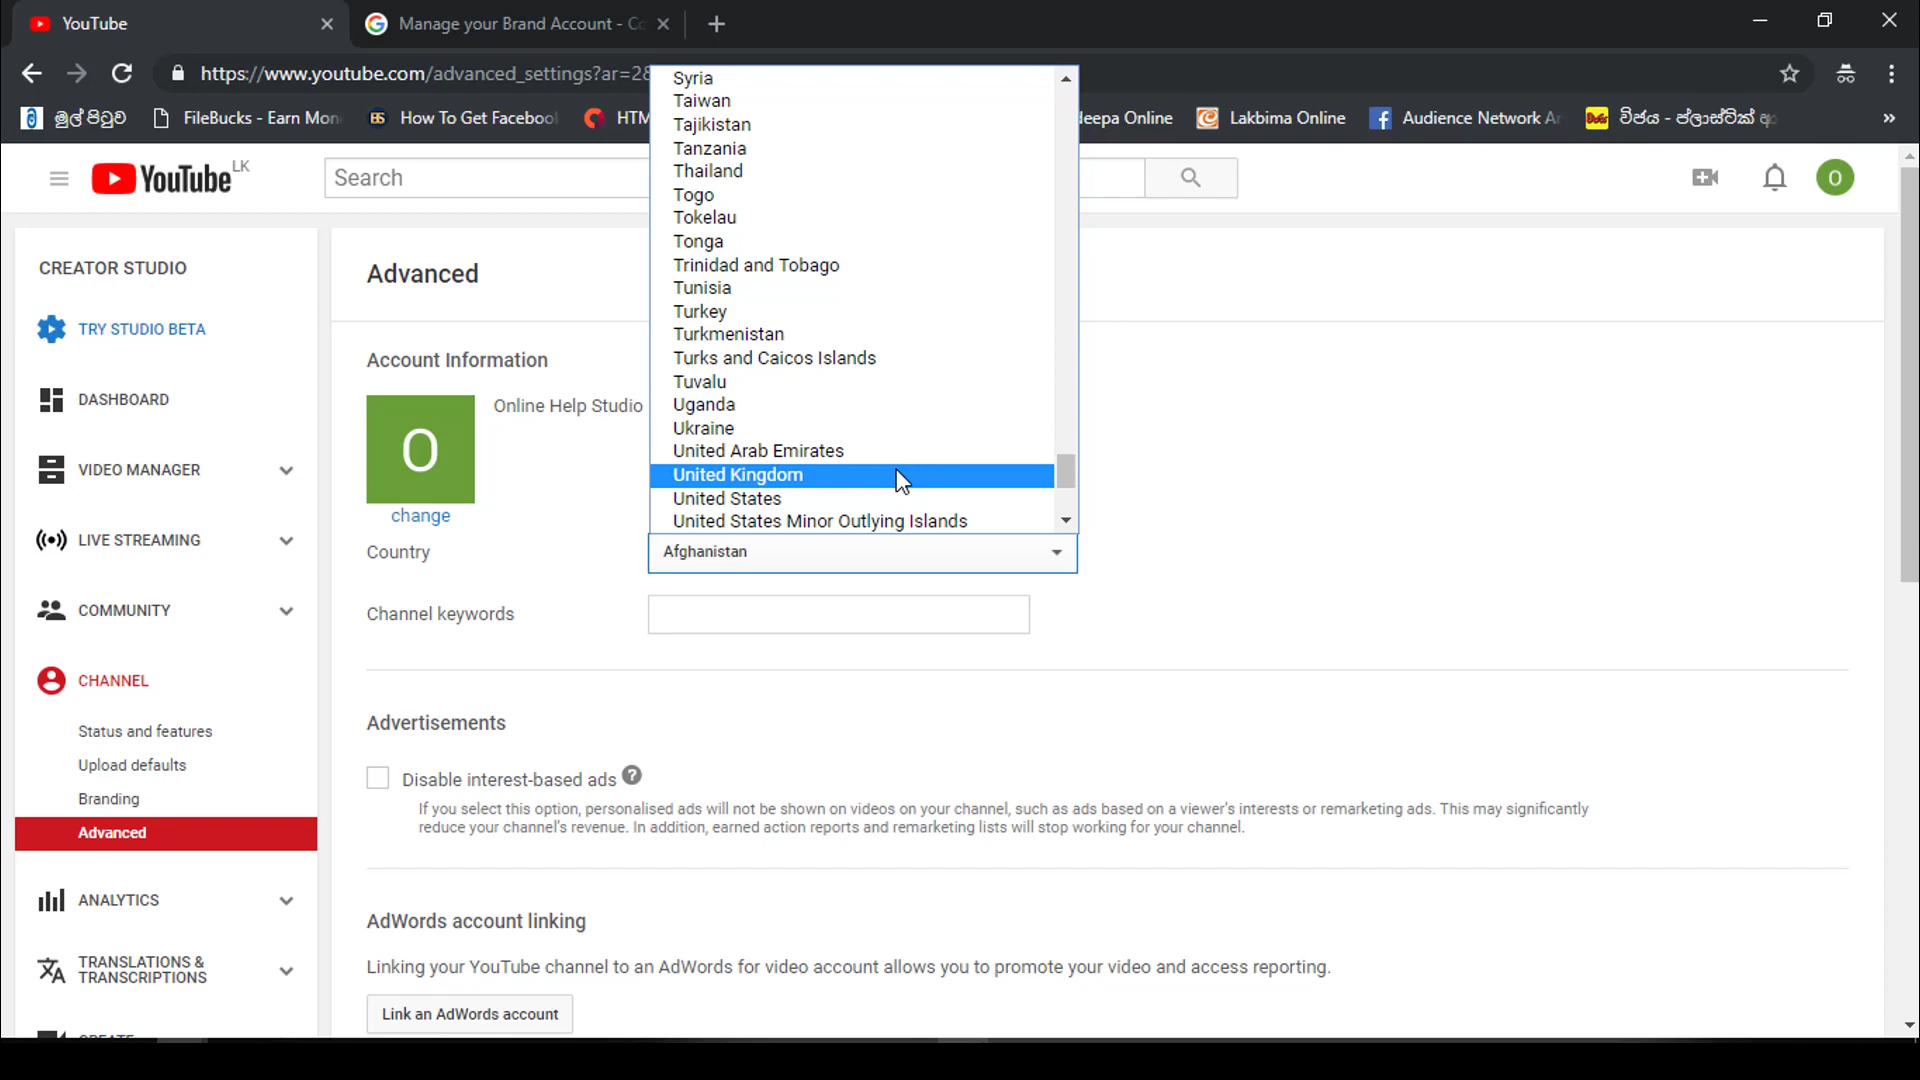 YouTube
Manage your Brand Account - Co
https://www.youtube.com/advanced_settings?ar=28
මුල් පිටුව
FileBucks - Earn Mon
How To Get Facebool
HTM
deepa Online
Lakbima Online
Audience Network Ar
විජය - ප්ලාස්ටික් අ
»
YouTube LK
Search
O
CREATOR STUDIO
TRY STUDIO BETA
DASHBOARD
VIDEO MANAGER
LIVE STREAMING
COMMUNITY
CHANNEL
Status and features
Upload defaults
Branding
Advanced
ANALYTICS
TRANSLATIONS &
TRANSCRIPTIONS
Advanced
Account Information
O
Online Help Studio
change
Syria
Taiwan
Tajikistan
Tanzania
Thailand
Togo
Tokelau
Tonga
Trinidad and Tobago
Tunisia
Turkey
Turkmenistan
Turks and Caicos Islands
Tuvalu
Uganda
Ukraine
United Arab Emirates
United Kingdom
United States
United States Minor Outlying Islands
Country
Afghanistan
Channel keywords
Advertisements
Disable interest-based ads
If you select this option, personalised ads will not be shown on videos on your channel, such as ads based on a viewer's interests or remarketing ads. This may significantly
reduce your channel's revenue. In addition, earned action reports and remarketing lists will stop working for your channel.
AdWords account linking
Linking your YouTube channel to an AdWords for video account allows you to promote your video and access reporting.
Link an AdWords account